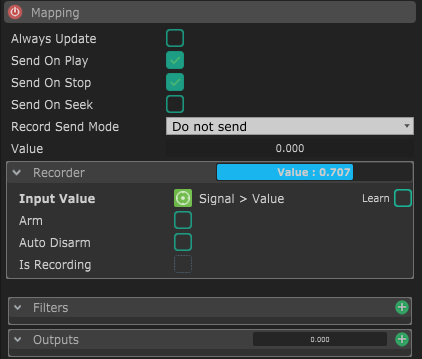 Mapping
Always Update
Send On Play
Send On Stop
Send On Seek
Record Send Mode Do not send
Value 0.000
Recorder Value : 0.707
Input Value Signal > Value Learn
Arm
Auto Disarm
Is Recording
Filters
Outputs 0.000